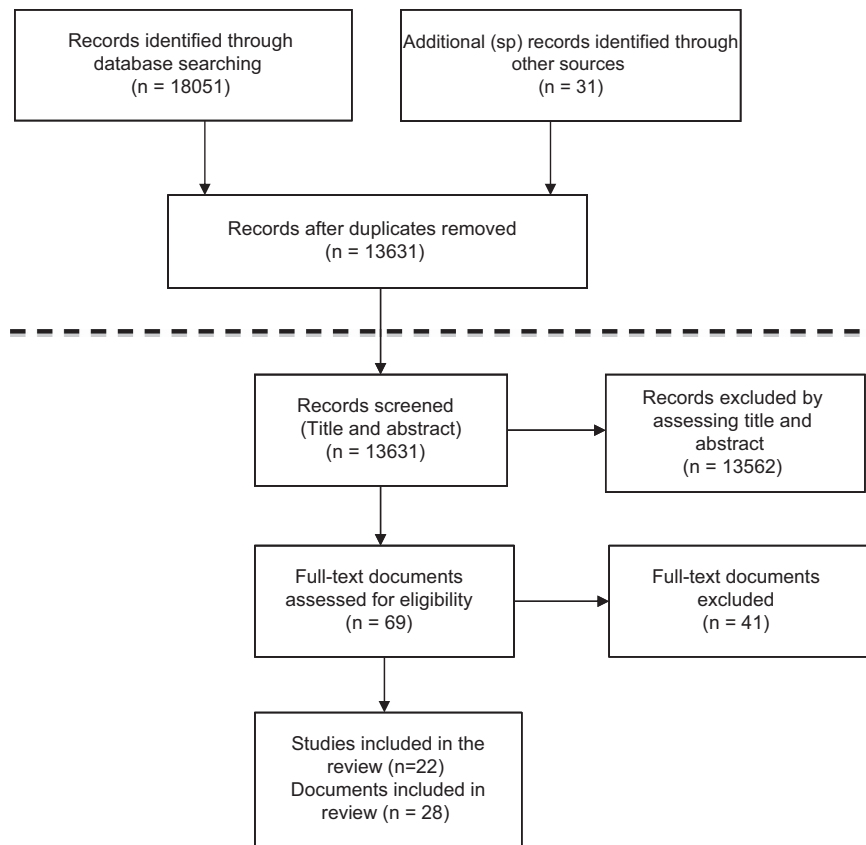 Records identified through
database searching
(n = 18051)
Additional (sp) records identified through
other sources
(n = 31)
Records after duplicates removed
(n = 13631)
Records screened
(Title and abstract)
(n = 13631)
Records excluded by
assessing title and
abstract
(n = 13562)
Full-text documents
assessed for eligibility
(n = 69)
Full-text documents
excluded
(n = 41)
Studies included in the
review (n=22)
Documents included in
review (n = 28)